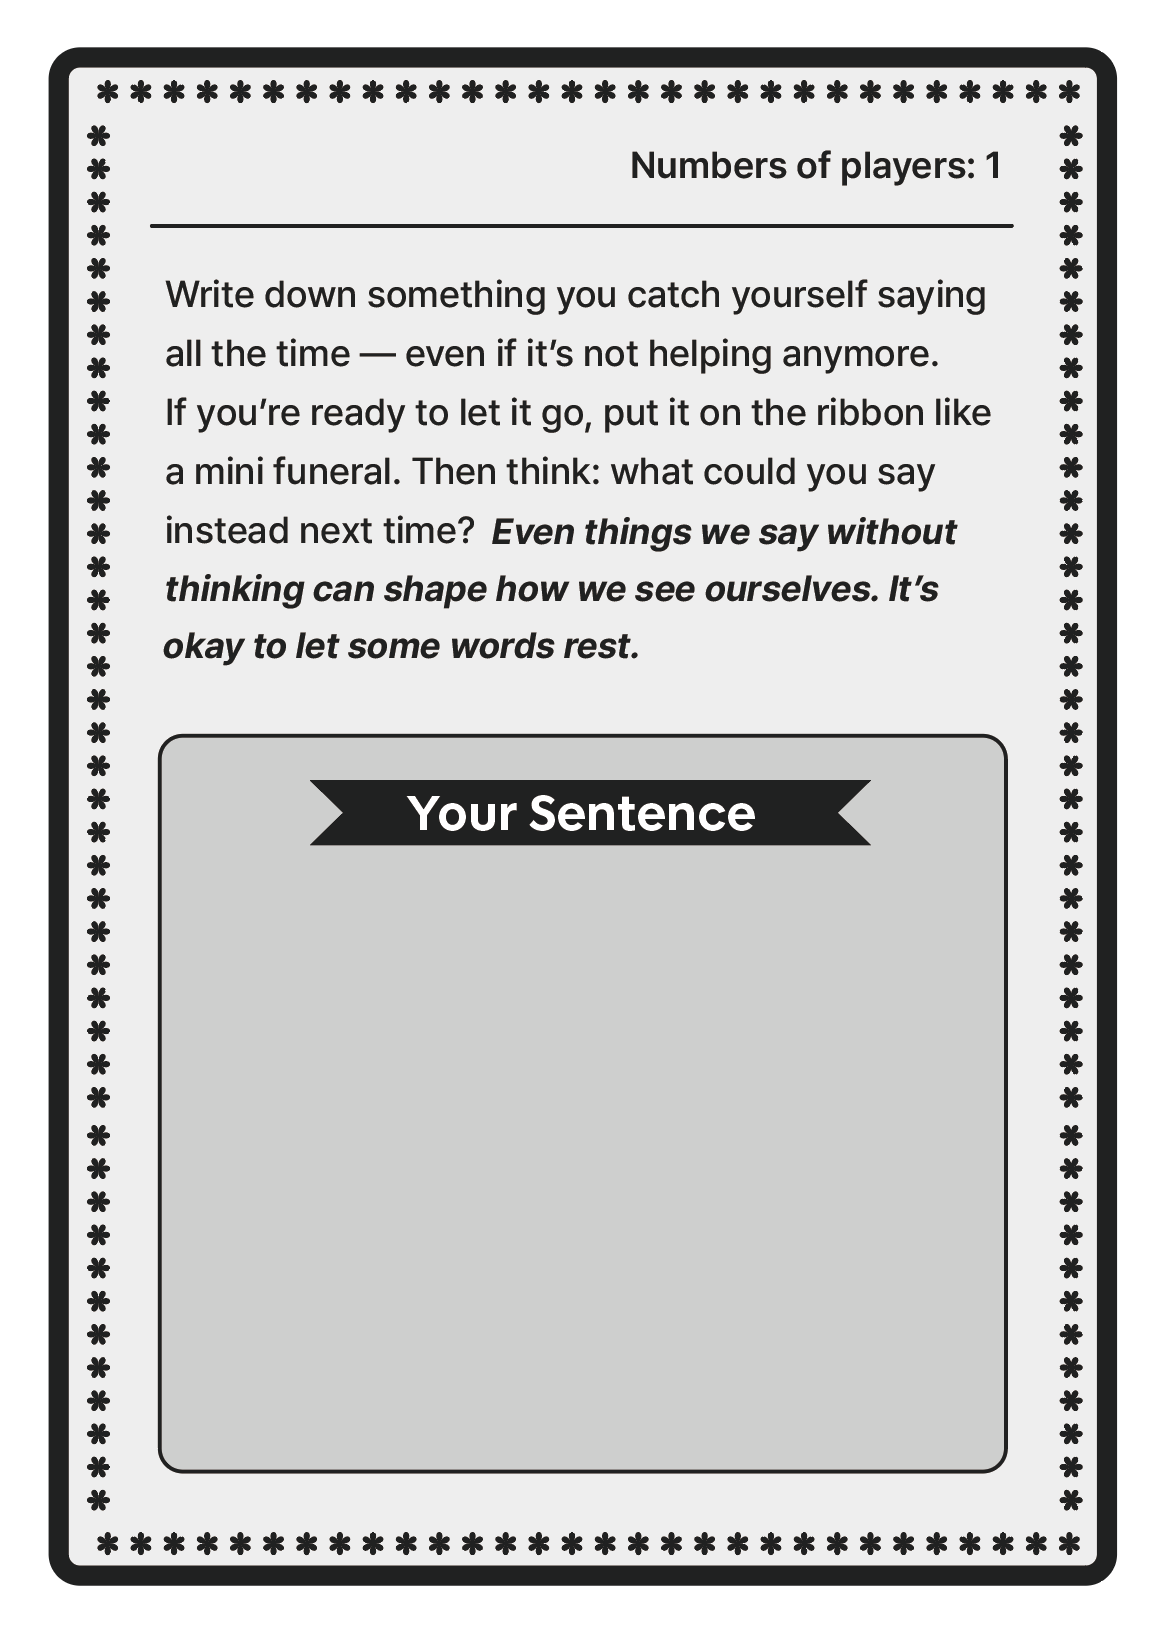 Numbers of players: 1
Write down something you catch yourself saying
all the time — even if it’s not helping anymore.
If you’re ready to let it go, put it on the ribbon like
a mini funeral. Then think: what could you say
instead next time? Even things we say without
thinking can shape how we see ourselves. It’s
okay to let some words rest.
Your Sentence